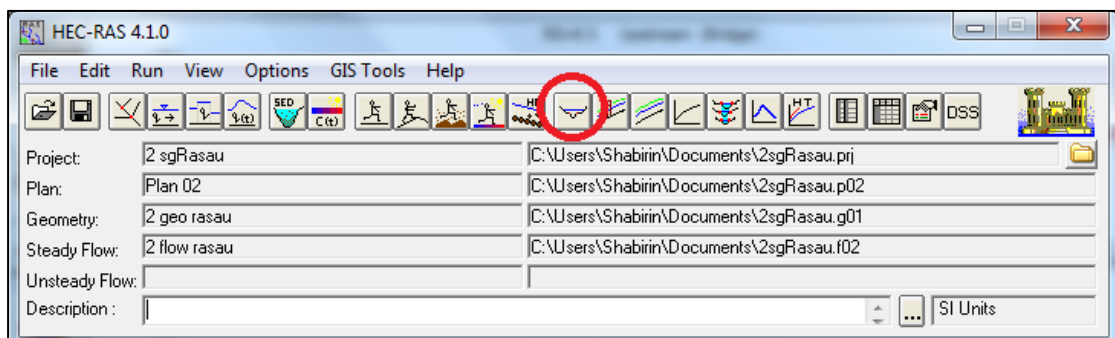 HEC-RAS 4.1.0
File Edit Run View Options GIS Tools Help
SED C(t) HT DSS
Project: 2 sgRasau C:\Users\Shabirin\Documents\2sgRasau.prj
Plan: Plan 02 C:\Users\Shabirin\Documents\2sgRasau.p02
Geometry: 2 geo rasau C:\Users\Shabirin\Documents\2sgRasau.g01
Steady Flow: 2 flow rasau C:\Users\Shabirin\Documents\2sgRasau.f02
Unsteady Flow:
Description : ... SI Units